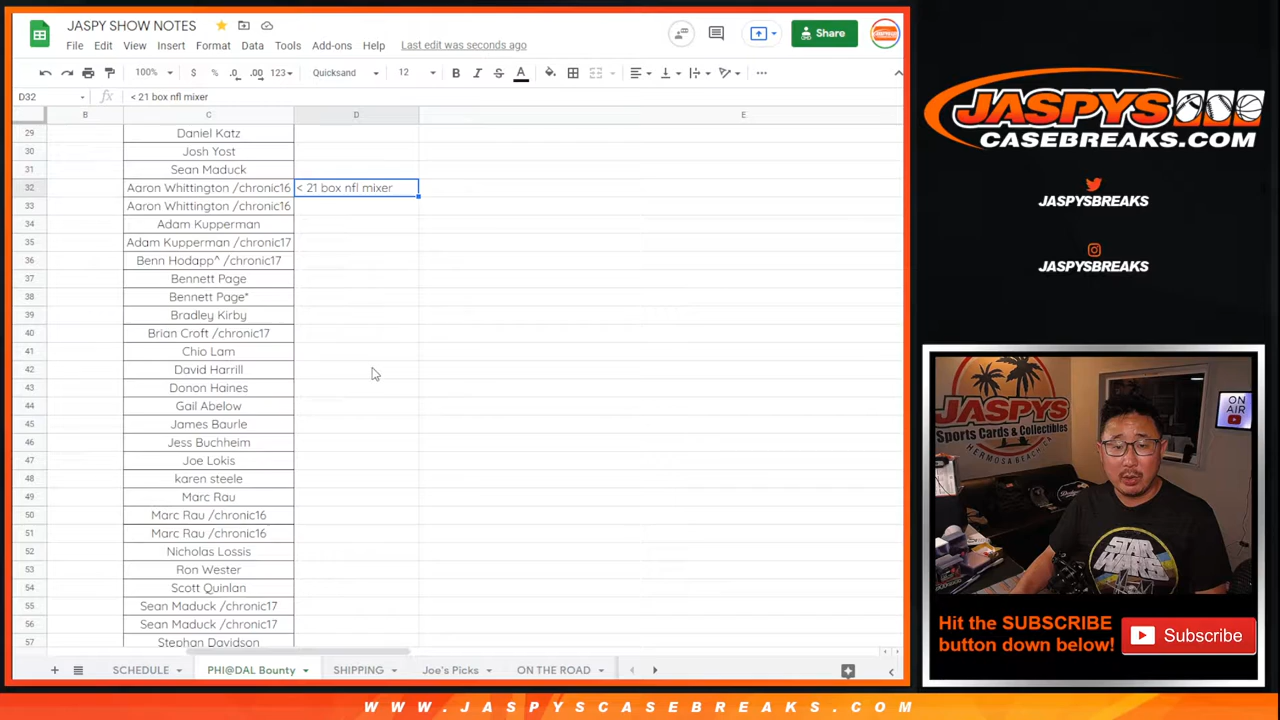 JASPY SHOW NOTES
File Edit View Insert Format Data Tools Add-ons Help Last edit was seconds ago
Share
100% $ % .0 .00 123 Quicksand 12 B I S A
D32 fx < 21 box nfl mixer
B C D E
29 Daniel Katz
30 Josh Yost
31 Sean Maduck
32 Aaron Whittington /chronic16 < 21 box nfl mixer
33 Aaron Whittington /chronic16
34 Adam Kupperman
35 Adam Kupperman /chronic17
36 Benn Hodapp^ /chronic17
37 Bennett Page
38 Bennett Page*
39 Bradley Kirby
40 Brian Croft /chronic17
41 Chio Lam
42 David Harrill
43 Donon Haines
44 Gail Abelow
45 James Baurle
46 Jess Buchheim
47 Joe Lokis
48 karen steele
49 Marc Rau
50 Marc Rau /chronic16
51 Marc Rau /chronic16
52 Nicholas Lossis
53 Ron Wester
54 Scott Quinlan
55 Sean Maduck /chronic17
56 Sean Maduck /chronic17
57 Stephan Davidson
SCHEDULE PHI@DAL Bounty SHIPPING Joe's Picks ON THE ROAD
JASPYS
CASEBREAKS.COM
JASPYSBREAKS
JASPYSBREAKS
JASPYS
Sports Cards & Collectibles
HERMOSA BEACH, CA
ON
AIR
STAR
WARS
Hit the SUBSCRIBE
button down below!
Subscribe
WWW.JASPYSCASEBREAKS.COM